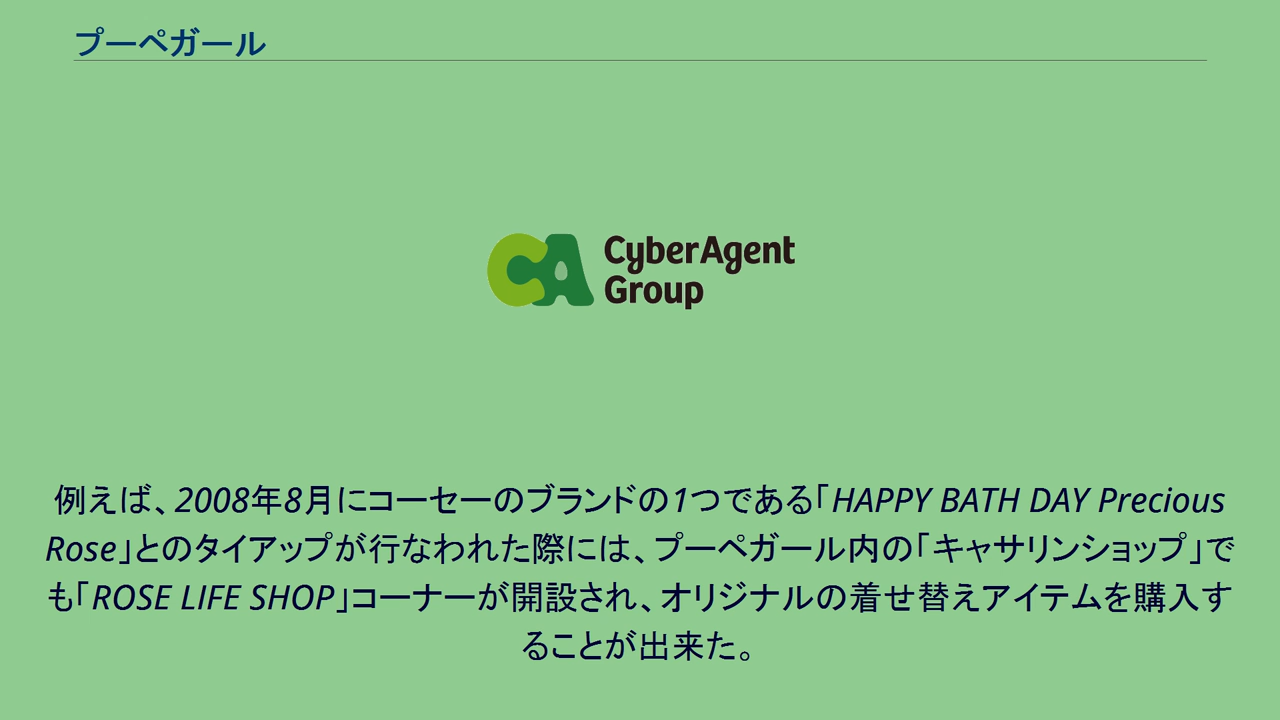 プーペガール
CA CyberAgent
Group
例えば、2008年8月にコーセーのブランドの1つである「HAPPY BATH DAY Precious
Rose」とのタイアップが行なわれた際には、プーペガール内の「キャサリンショップ」で
も「ROSE LIFE SHOP」コーナーが開設され、オリジナルの着せ替えアイテムを購入す
ることが出来た。